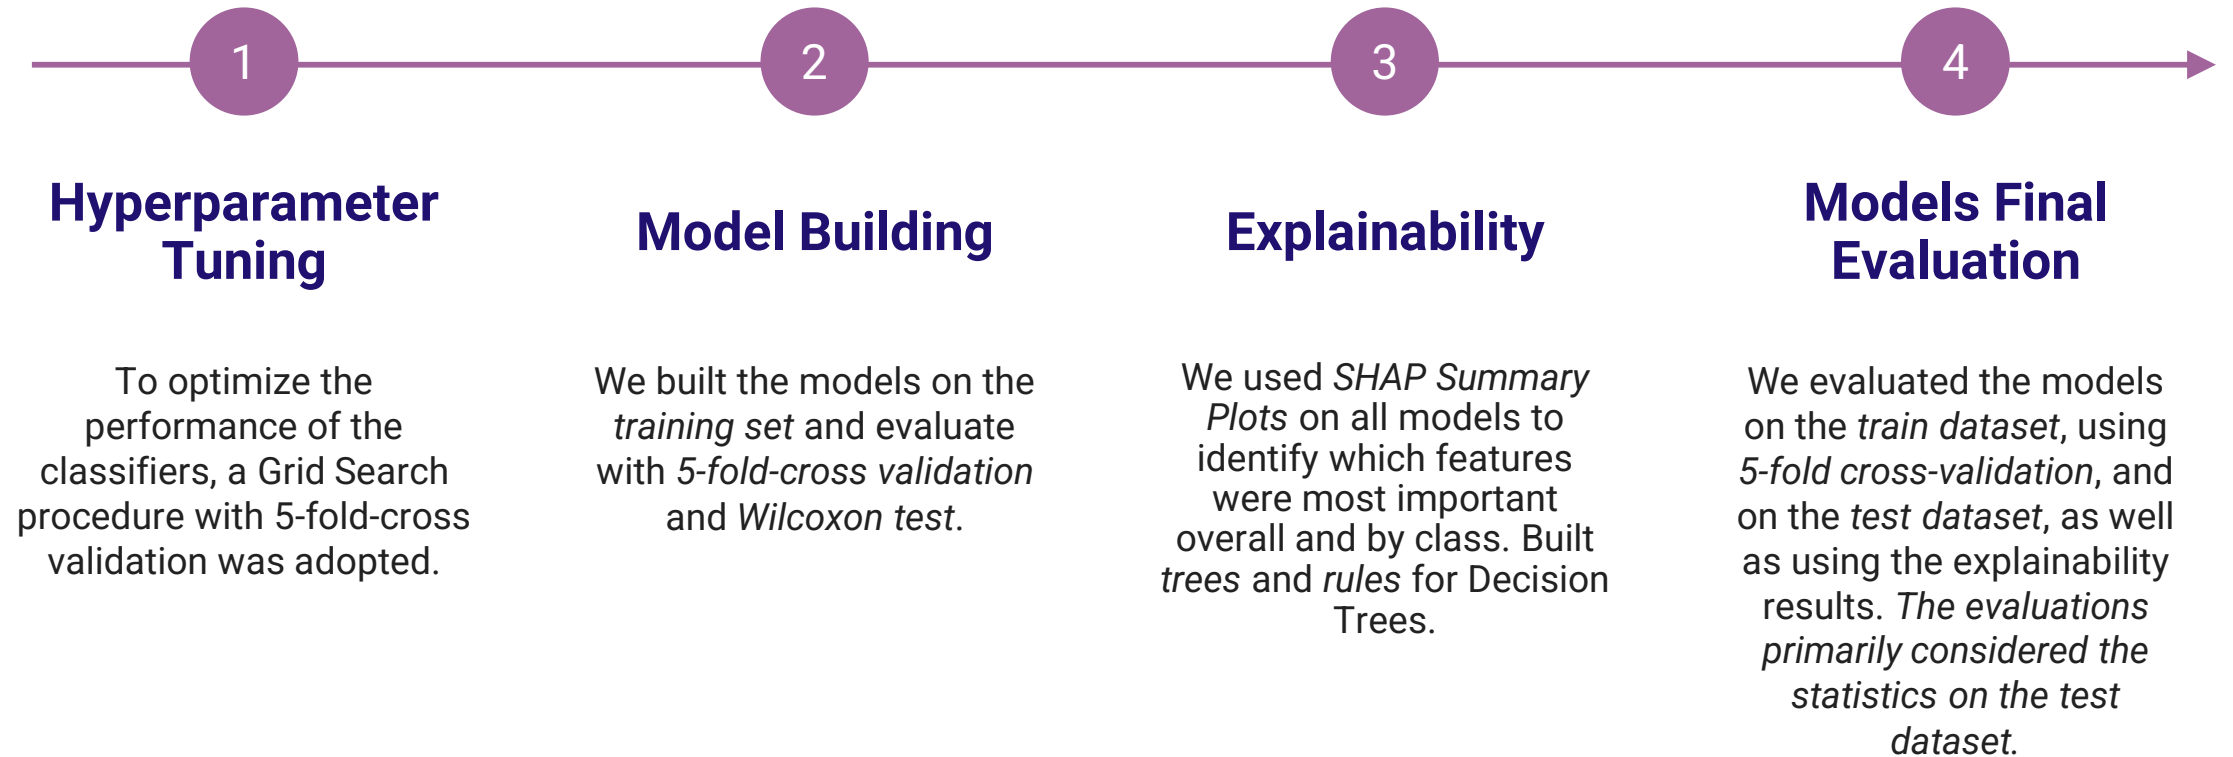 1
2
3
4
Hyperparameter
Tuning
Model Building
Explainability
Models Final
Evaluation
To optimize the
performance of the
classifiers, a Grid Search
procedure with 5-fold-cross
validation was adopted.
We built the models on the
training set and evaluate
with 5-fold-cross validation
and Wilcoxon test.
We used SHAP Summary
Plots on all models to
identify which features
were most important
overall and by class. Built
trees and rules for Decision
Trees.
We evaluated the models
on the train dataset, using
5-fold cross-validation, and
on the test dataset, as well
as using the explainability
results. The evaluations
primarily considered the
statistics on the test
dataset.